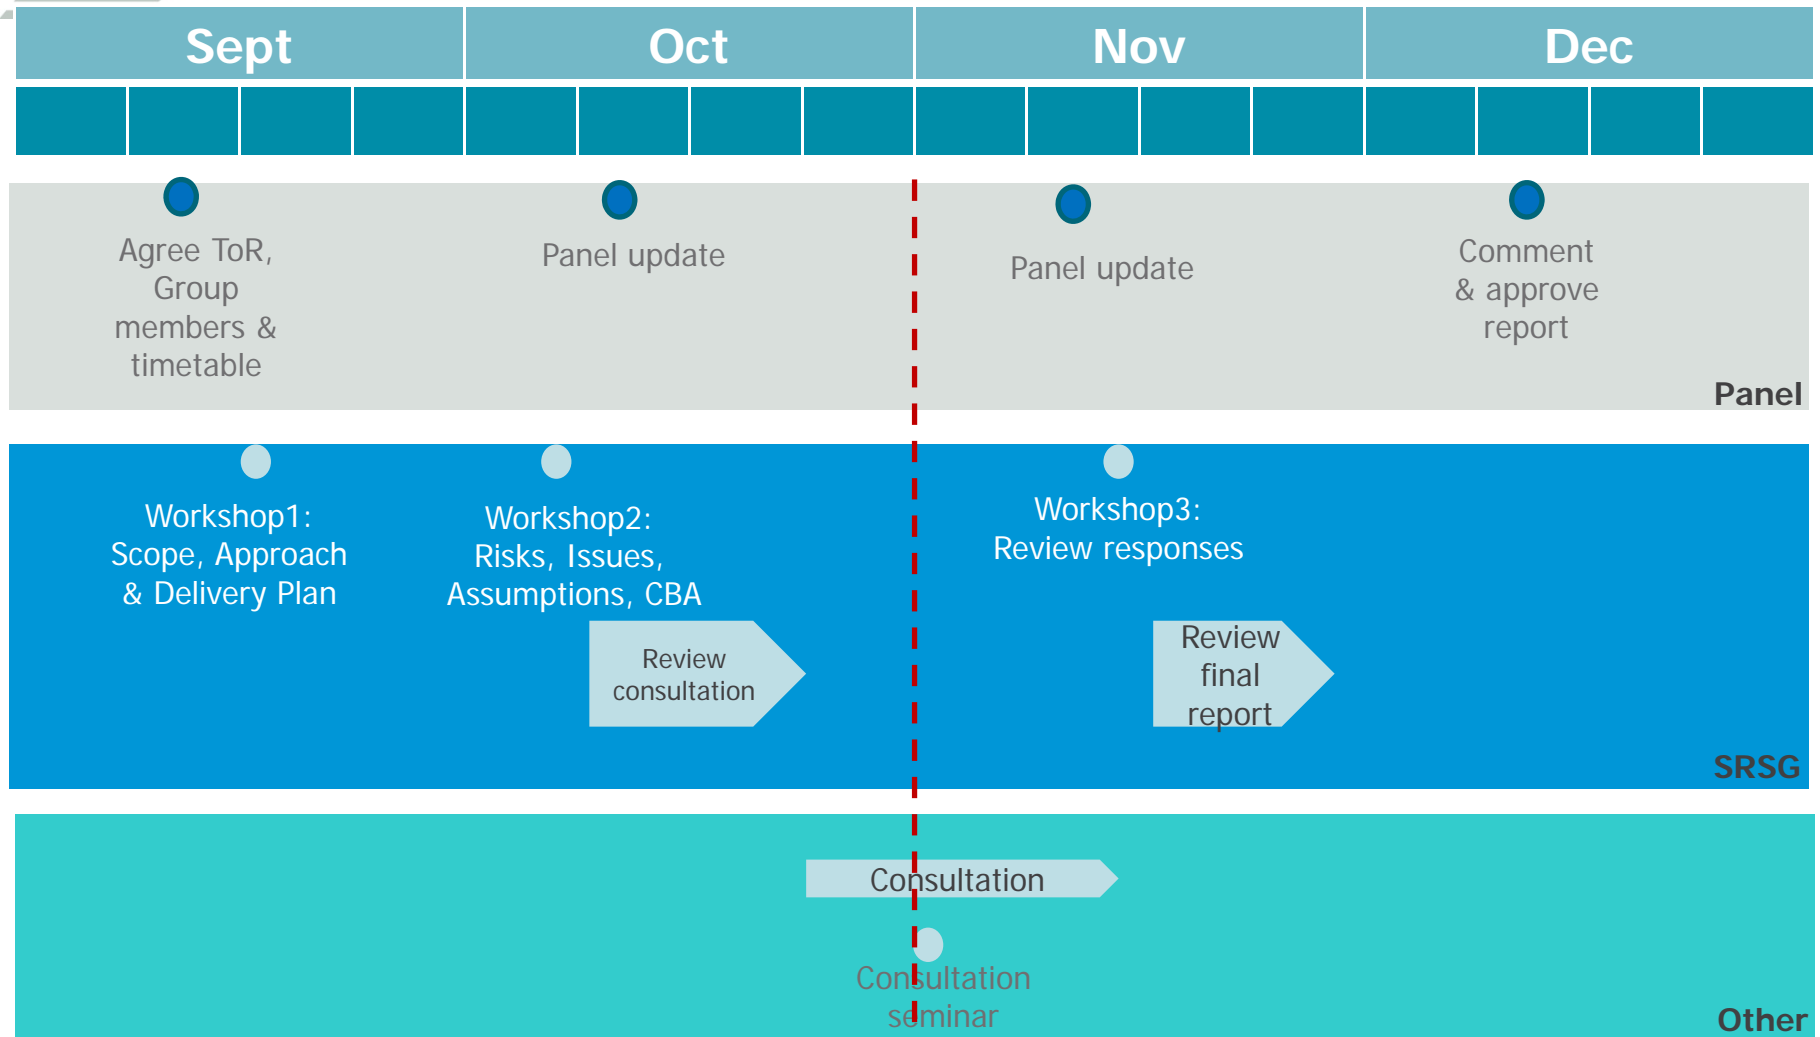 Sept
Oct
Nov
Dec
Agree ToR,
Group
members &
timetable
Panel update
Panel update
Comment
& approve
report
Panel
Workshop1:
Scope, Approach
& Delivery Plan
Workshop2:
Risks, Issues,
Assumptions, CBA
Workshop3:
Review responses
Review
consultation
Review
final
report
SRSG
Consultation
Consultation
seminar
Other